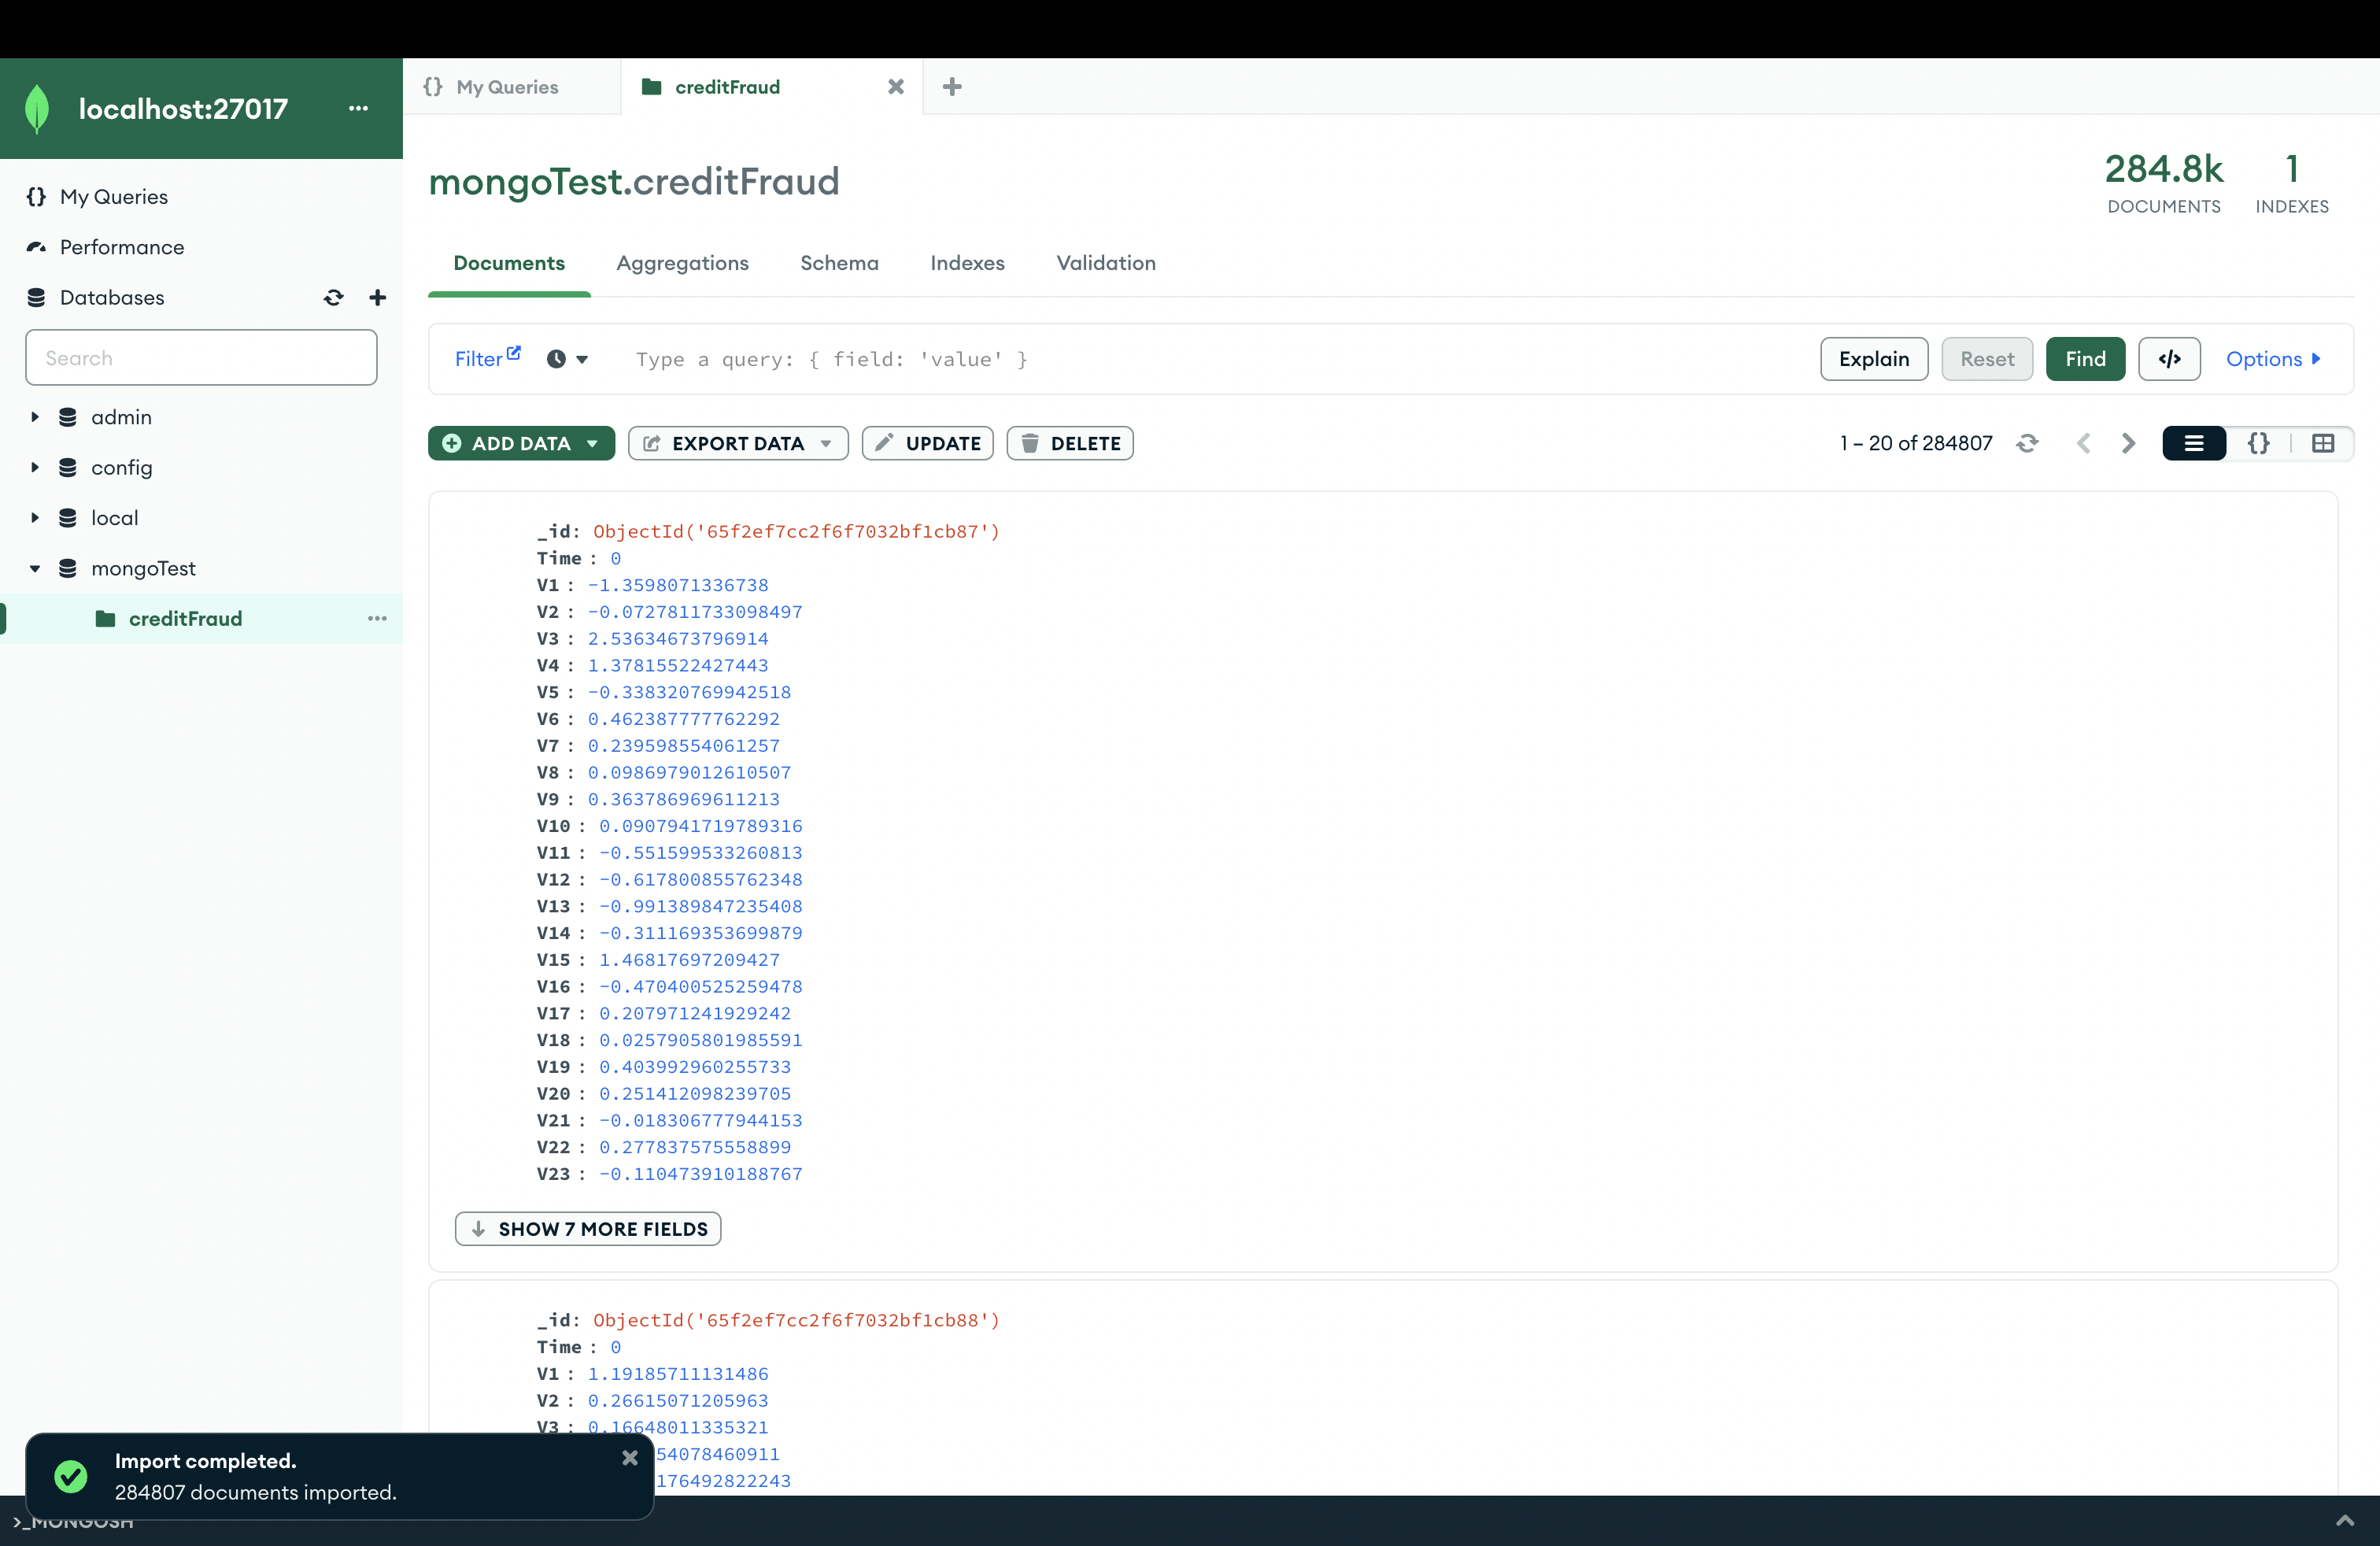 localhost:27017 ...
My Queries
Performance
Databases
Search
admin
config
local
mongoTest
creditFraud ...
{} My Queries
creditFraud
mongoTest.creditFraud
284.8k
DOCUMENTS
1
INDEXES
Documents Aggregations Schema Indexes Validation
Filter Type a query: { field: 'value' } Explain Reset Find </> Options
ADD DATA EXPORT DATA UPDATE DELETE 1 – 20 of 284807 {}
_id: ObjectId('65f2ef7cc2f6f7032bf1cb87')
Time : 0
V1 : -1.3598071336738
V2 : -0.0727811733098497
V3 : 2.53634673796914
V4 : 1.37815522427443
V5 : -0.338320769942518
V6 : 0.462387777762292
V7 : 0.239598554061257
V8 : 0.0986979012610507
V9 : 0.363786969611213
V10 : 0.0907941719789316
V11 : -0.551599533260813
V12 : -0.617800855762348
V13 : -0.991389847235408
V14 : -0.311169353699879
V15 : 1.46817697209427
V16 : -0.470400525259478
V17 : 0.207971241929242
V18 : 0.0257905801985591
V19 : 0.403992960255733
V20 : 0.251412098239705
V21 : -0.018306777944153
V22 : 0.277837575558899
V23 : -0.110473910188767
SHOW 7 MORE FIELDS
_id: ObjectId('65f2ef7cc2f6f7032bf1cb88')
Time : 0
V1 : 1.19185711131486
V2 : 0.26615071205963
V3 : 0.16648011335321
54078460911
176492822243
Import completed.
284807 documents imported.
>_MONGOSH